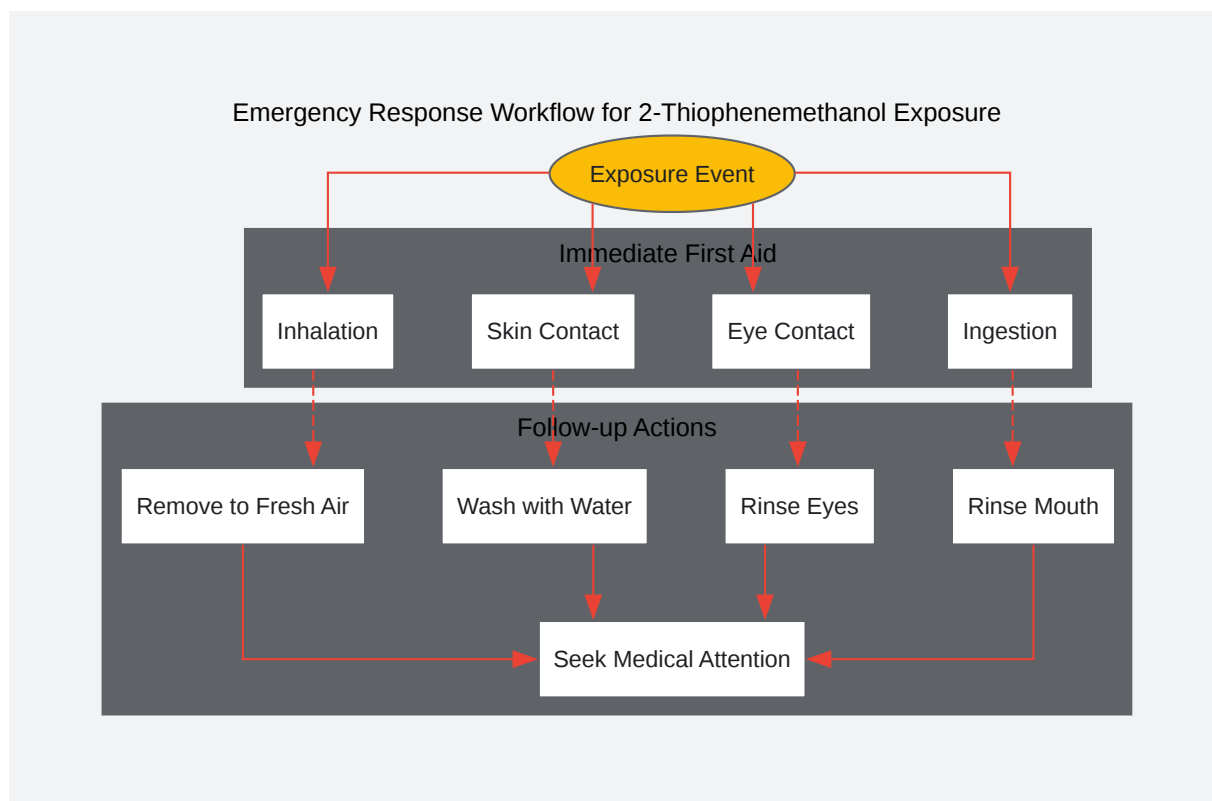 Emergency Response Workflow for 2-Thiophenemethanol Exposure
Exposure Event
Immediate First Aid
Inhalation
Skin Contact
Eye Contact
Ingestion
Follow-up Actions
Remove to Fresh Air
Wash with Water
Rinse Eyes
Rinse Mouth
Seek Medical Attention